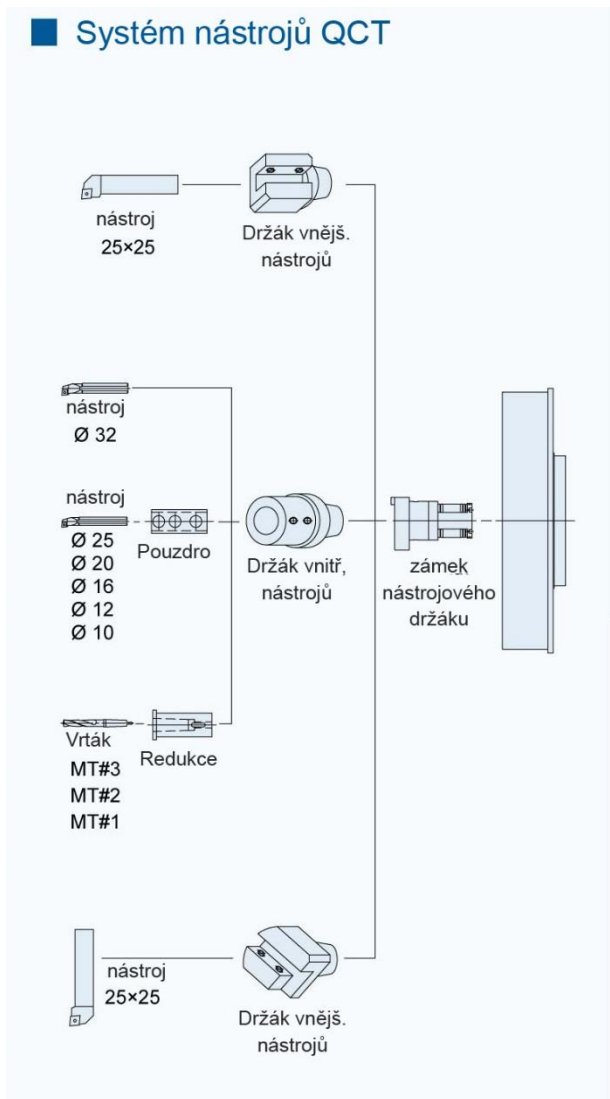 Systém nástrojů QCT
nástroj
25×25
Držák vnějš.
nástrojů
nástroj
Ø 32
nástroj
Ø 25
Ø 20
Ø 16
Ø 12
Ø 10
Pouzdro
Držák vnitř,
nástrojů
zámek
nástrojového
držáku
Vrták
MT#3
MT#2
MT#1
Redukce
nástroj
25×25
Držák vnějš.
nástrojů